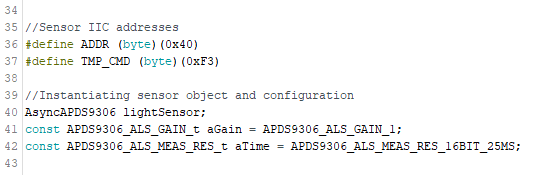 34
35 //Sensor IIC addresses
36 #define ADDR (byte)(0x40)
37 #define TMP_CMD (byte)(0xF3)
38
39 //Instantiating sensor object and configuration
40 AsyncAPDS9306 lightSensor;
41 const APDS9306_ALS_GAIN_t aGain = APDS9306_ALS_GAIN_1;
42 const APDS9306_ALS_MEAS_RES_t aTime = APDS9306_ALS_MEAS_RES_16BIT_25MS;
43